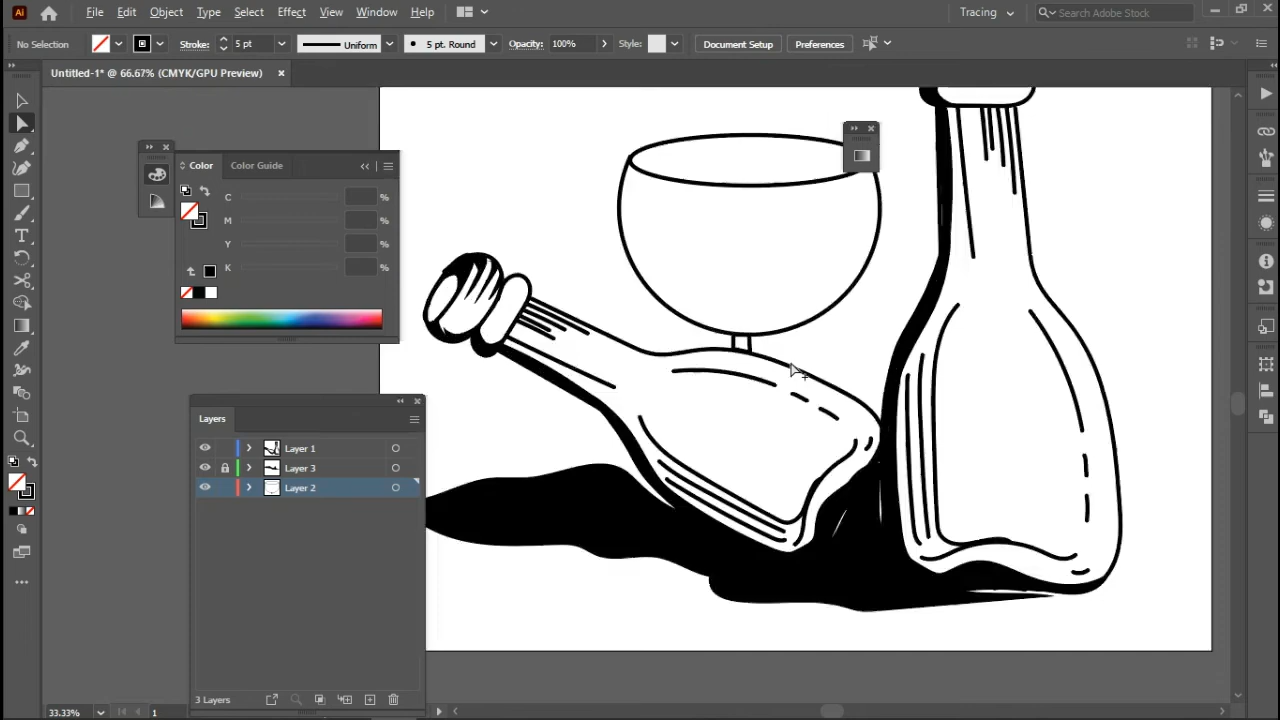 Ai File Edit Object Type Select Effect View Window Help Tracing Search Adobe Stock
No Selection Stroke: 5 pt Uniform 5 pt. Round Opacity: 100% Style: Document Setup Preferences
Untitled-1* @ 66.67% (CMYK/GPU Preview)
Color Color Guide
C %
M %
Y %
K %
Layers
Layer 1
Layer 3
Layer 2
3 Layers
33.33% 1